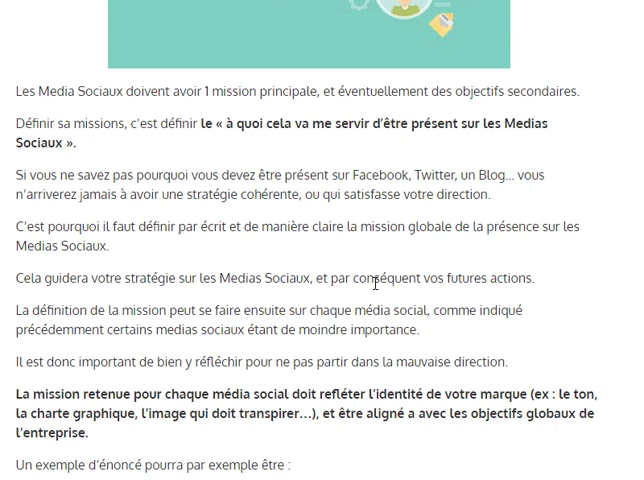 Les Media Sociaux doivent avoir 1 mission principale, et éventuellement des objectifs secondaires.
Définir sa missions, c’est définir le « à quoi cela va me servir d’être présent sur les Medias
Sociaux ».
Si vous ne savez pas pourquoi vous devez être présent sur Facebook, Twitter, un Blog… vous
n’arriverez jamais à avoir une stratégie cohérente, ou qui satisfasse votre direction.
C’est pourquoi il faut définir par écrit et de manière claire la mission globale de la présence sur les
Medias Sociaux.
Cela guidera votre stratégie sur les Medias Sociaux, et par conséquent vos futures actions.
La définition de la mission peut se faire ensuite sur chaque média social, comme indiqué
précédemment certains medias sociaux étant de moindre importance.
Il est donc important de bien y réfléchir pour ne pas partir dans la mauvaise direction.
La mission retenue pour chaque média social doit refléter l’identité de votre marque (ex : le ton,
la charte graphique, l’image qui doit transpirer…), et être aligné a avec les objectifs globaux de
l’entreprise.
Un exemple d’énoncé pourra par exemple être :